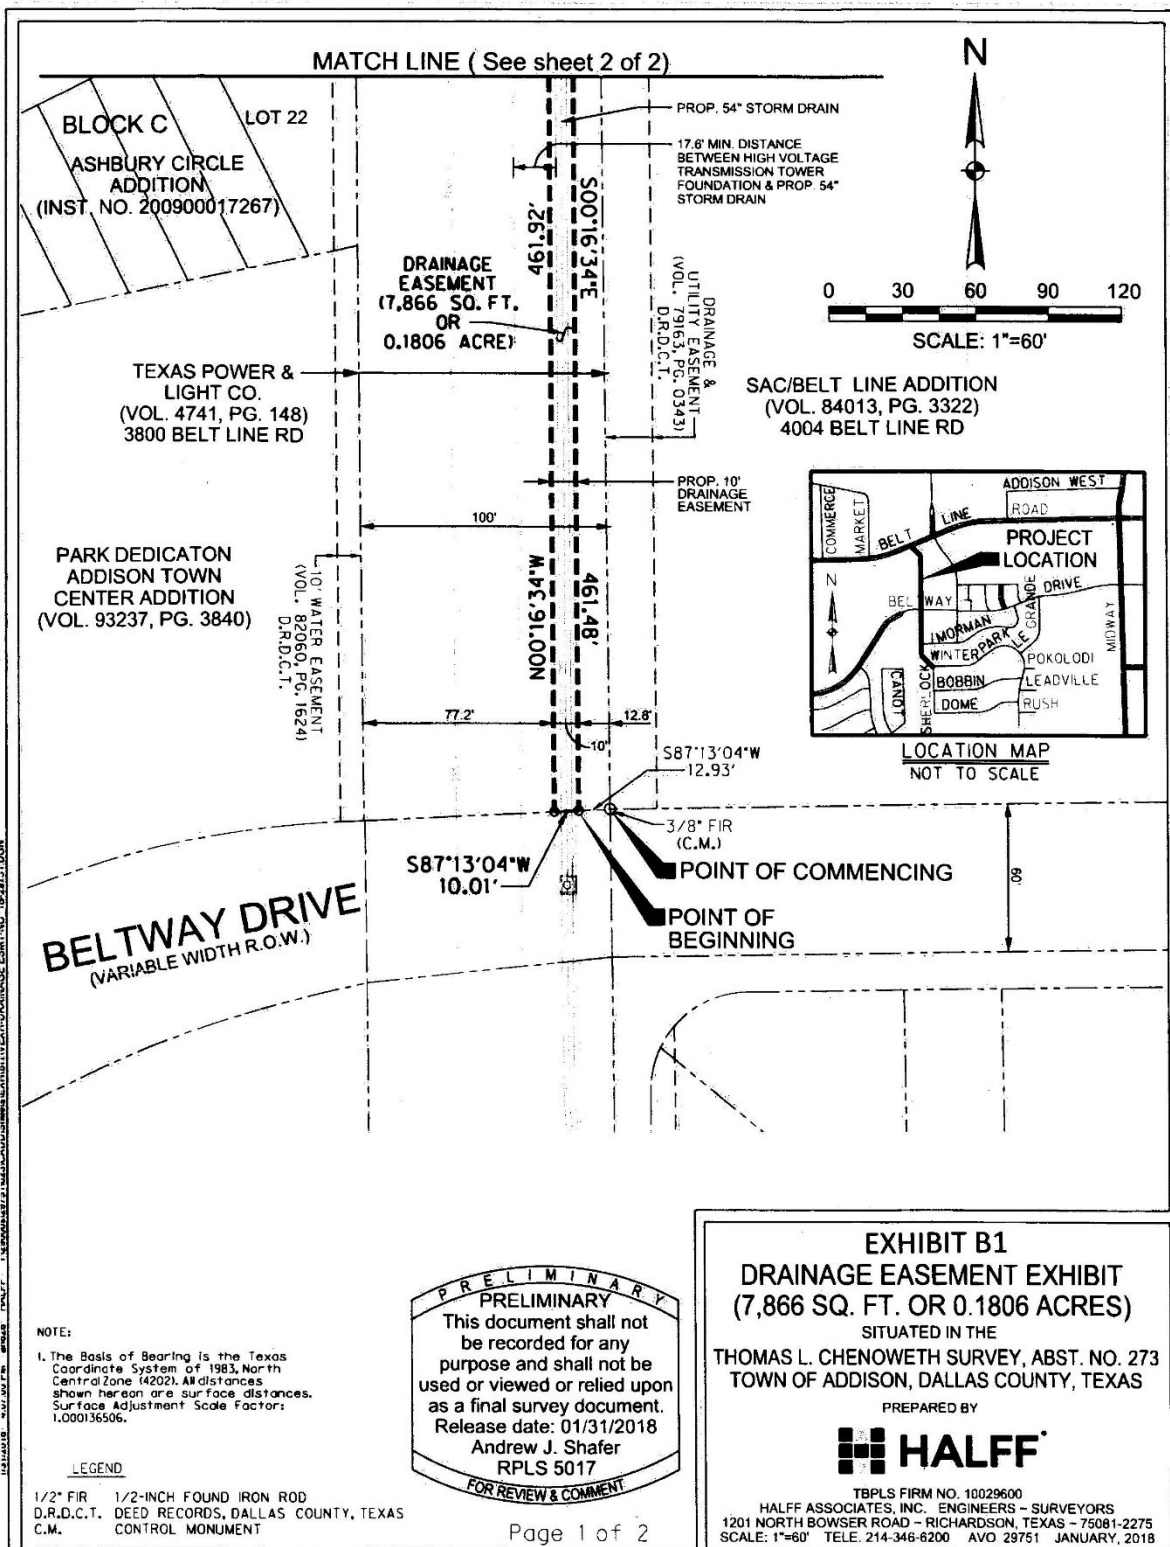 MATCH LINE ( See sheet 2 of 2)
BLOCK C
LOT 22
ASHBURY CIRCLE
ADDITION
(INST. NO. 200900017267)
PROP. 54" STORM DRAIN
17.6' MIN. DISTANCE
BETWEEN HIGH VOLTAGE
TRANSMISSION TOWER
FOUNDATION & PROP. 54"
STORM DRAIN
N
0 30 60 90 120
SCALE: 1"=60'
461.92'
S00°16'34"E
DRAINAGE
EASEMENT
(7,866 SQ. FT.
OR
0.1806 ACRE)
DRAINAGE &
UTILITY EASEMENT
(VOL. 79163, PG. 0343)
D.R.D.C.T.
TEXAS POWER &
LIGHT CO.
(VOL. 4741, PG. 148)
3800 BELT LINE RD
SAC/BELT LINE ADDITION
(VOL. 84013, PG. 3322)
4004 BELT LINE RD
PROP. 10'
DRAINAGE
EASEMENT
100'
PARK DEDICATON
ADDISON TOWN
CENTER ADDITION
(VOL. 93237, PG. 3840)
10' WATER EASEMENT
(VOL. 82060, PG. 1624)
D.R.D.C.T.
N00°16'34"W
461.48'
77.2'
12.8'
10'
COMMERCE
MARKET
ADDISON WEST
ROAD
BELT LINE
PROJECT
LOCATION
N
BELTWAY
DRIVE
MORMAN
WINTERPARK
LE GRANDE
MIDWAY
POKOLODI
BOBBIN
LEADVILLE
DOME
RUSH
CANOT
SHERLOCK
LOCATION MAP
NOT TO SCALE
S87°13'04"W
12.93'
3/8" FIR
(C.M.)
S87°13'04"W
10.01'
POINT OF COMMENCING
POINT OF
BEGINNING
60'
BELTWAY DRIVE
(VARIABLE WIDTH R.O.W.)
NOTE:
1. The Basis of Bearing is the Texas
Coordinate System of 1983, North
Central Zone (4202). All distances
shown hereon are surface distances.
Surface Adjustment Scale Factor:
1.000136506.
LEGEND
1/2" FIR 1/2-INCH FOUND IRON ROD
D.R.D.C.T. DEED RECORDS, DALLAS COUNTY, TEXAS
C.M. CONTROL MONUMENT
PRELIMINARY
PRELIMINARY
This document shall not
be recorded for any
purpose and shall not be
used or viewed or relied upon
as a final survey document.
Release date: 01/31/2018
Andrew J. Shafer
RPLS 5017
FOR REVIEW & COMMENT
Page 1 of 2
EXHIBIT B1
DRAINAGE EASEMENT EXHIBIT
(7,866 SQ. FT. OR 0.1806 ACRES)
SITUATED IN THE
THOMAS L. CHENOWETH SURVEY, ABST. NO. 273
TOWN OF ADDISON, DALLAS COUNTY, TEXAS
PREPARED BY
HALFF
TBPLS FIRM NO. 10029600
HALFF ASSOCIATES, INC. ENGINEERS ~ SURVEYORS
1201 NORTH BOWSER ROAD ~ RICHARDSON, TEXAS ~ 75081-2275
SCALE: 1"=60' TELE. 214-346-6200 AVO 29751 JANUARY, 2018